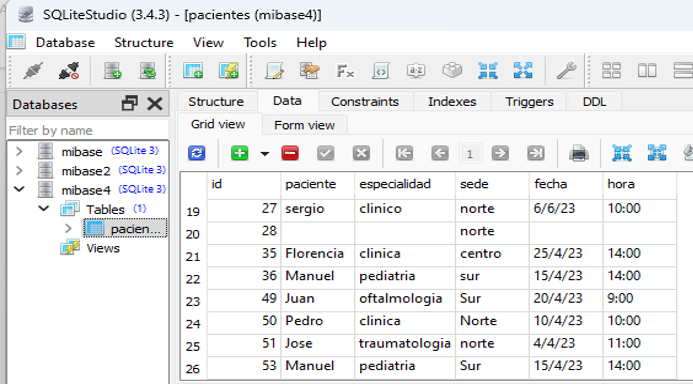 SQLiteStudio (3.4.3) - [pacientes (mibase4)]
Database Structure View Tools Help
Databases
Filter by name
mibase (SQLite 3)
mibase2 (SQLite 3)
mibase4 (SQLite 3)
Tables (1)
pacien...
Views
Structure Data Constraints Indexes Triggers DDL
Grid view Form view
1
id paciente especialidad sede fecha hora
19 27 sergio clinico norte 6/6/23 10:00
20 28 norte
21 35 Florencia clinica centro 25/4/23 14:00
22 36 Manuel pediatria sur 15/4/23 14:00
23 49 Juan oftalmologia Sur 20/4/23 9:00
24 50 Pedro clinica Norte 10/4/23 10:00
25 51 Jose traumatologia norte 4/4/23 11:00
26 53 Manuel pediatria Sur 15/4/23 14:00